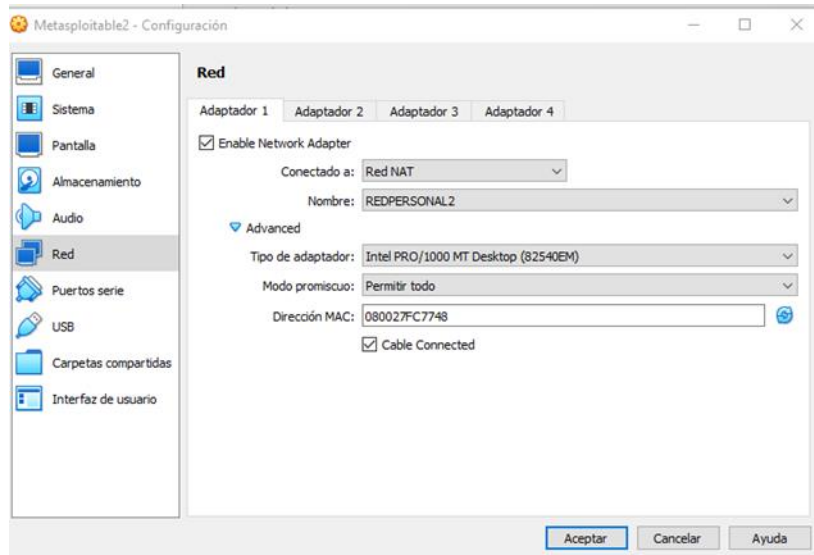 Metasploitable2 - Configuración
General
Sistema
Pantalla
Almacenamiento
Audio
Red
Puertos serie
USB
Carpetas compartidas
Interfaz de usuario
Red
Adaptador 1 Adaptador 2 Adaptador 3 Adaptador 4
Enable Network Adapter
Conectado a: Red NAT
Nombre: REDPERSONAL2
Advanced
Tipo de adaptador: Intel PRO/1000 MT Desktop (82540EM)
Modo promiscuo: Permitir todo
Dirección MAC: 080027FC7748
Cable Connected
Aceptar Cancelar Ayuda